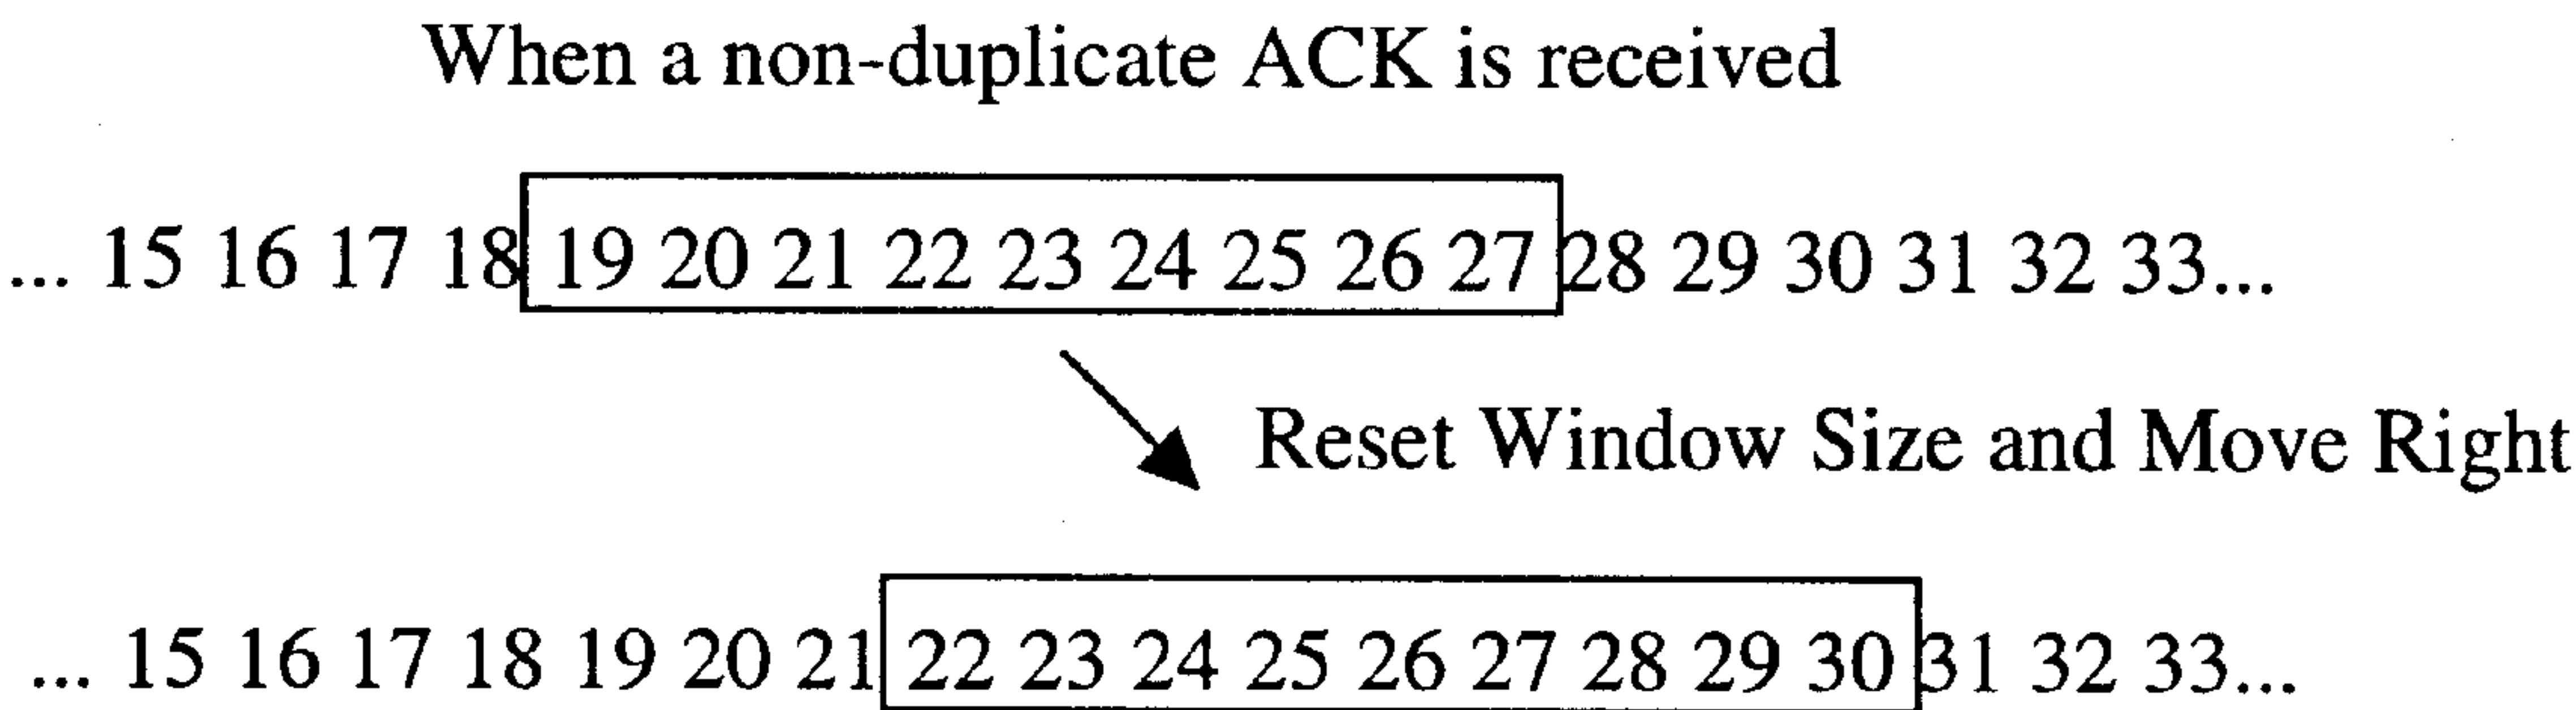 When a non-duplicate ACK is received
... 15 16 17 18 19 20 21 22 23 24 25 26 27 28 29 30 31 32 33...
Reset Window Size and Move Right
... 15 16 17 18 19 20 21 22 23 24 25 26 27 28 29 30 31 32 33...